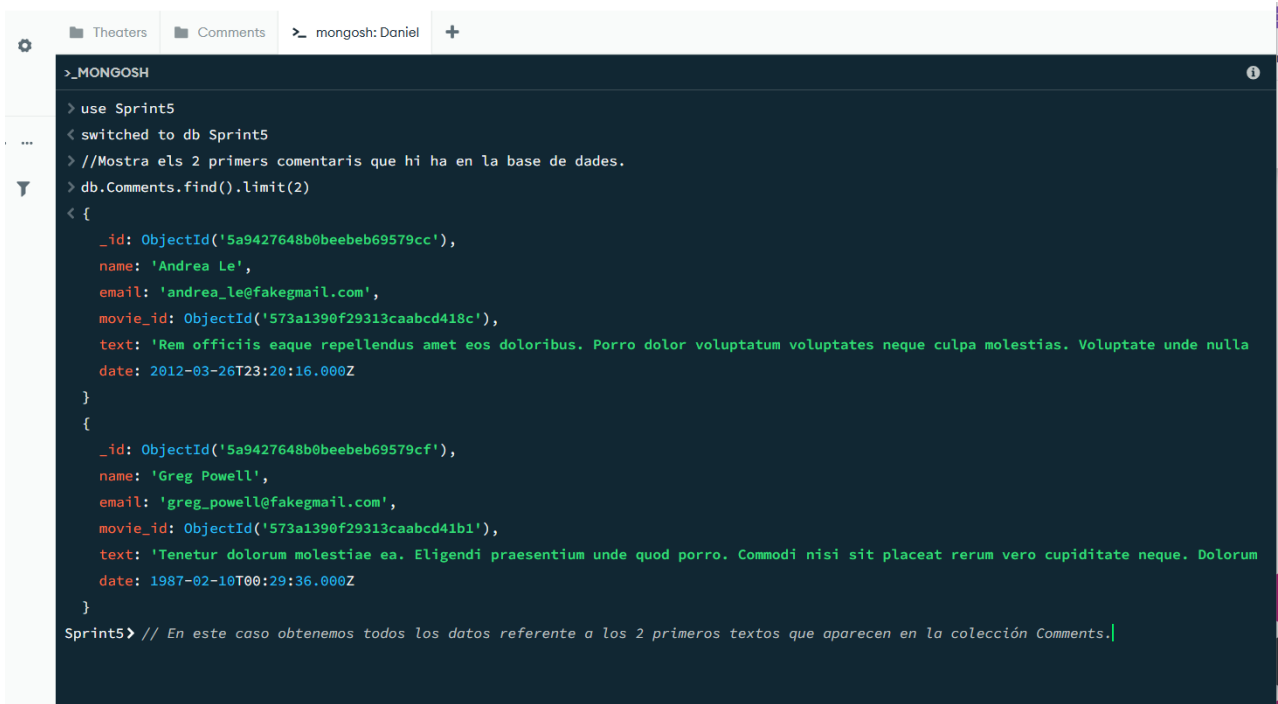 Theaters Comments >_ mongosh: Daniel +
>_MONGOSH
> use Sprint5
< switched to db Sprint5
> //Mostra els 2 primers comentaris que hi ha en la base de dades.
> db.Comments.find().limit(2)
< {
_id: ObjectId('5a9427648b0beebeb69579cc'),
name: 'Andrea Le',
email: 'andrea_le@fakegmail.com',
movie_id: ObjectId('573a1390f29313caabcd418c'),
text: 'Rem officiis eaque repellendus amet eos doloribus. Porro dolor voluptatum voluptates neque culpa molestias. Voluptate unde nulla
date: 2012-03-26T23:20:16.000Z
}
{
_id: ObjectId('5a9427648b0beebeb69579cf'),
name: 'Greg Powell',
email: 'greg_powell@fakegmail.com',
movie_id: ObjectId('573a1390f29313caabcd41b1'),
text: 'Tenetur dolorum molestiae ea. Eligendi praesentium unde quod porro. Commodi nisi sit placeat rerum vero cupiditate neque. Dolorum
date: 1987-02-10T00:29:36.000Z
}
Sprint5> // En este caso obtenemos todos los datos referente a los 2 primeros textos que aparecen en la colección Comments.